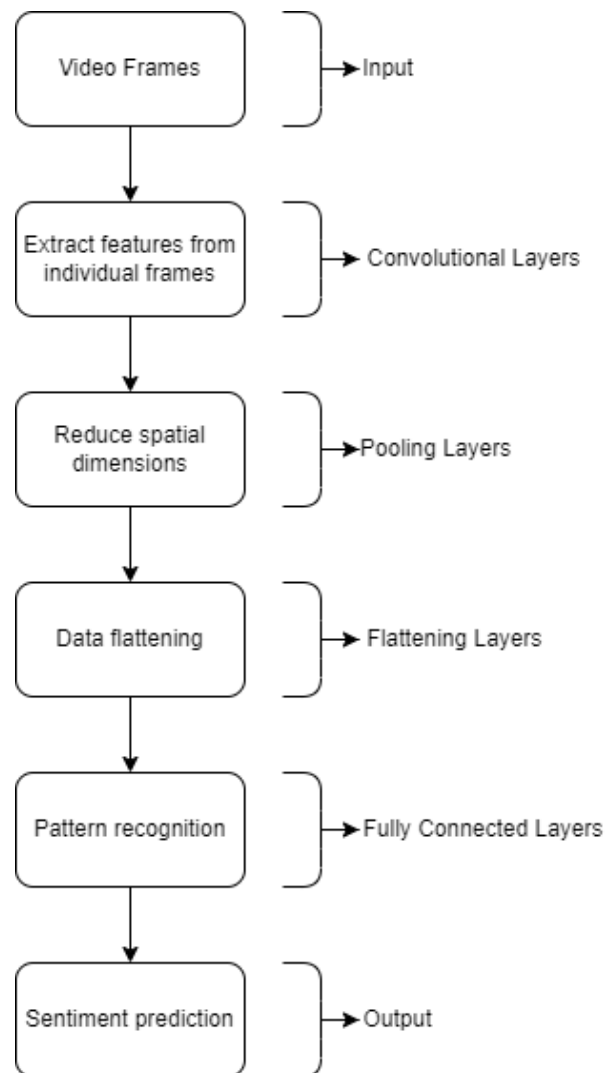 Video Frames
Input
Extract features from
individual frames
Convolutional Layers
Reduce spatial
dimensions
Pooling Layers
Data flattening
Flattening Layers
Pattern recognition
Fully Connected Layers
Sentiment prediction
Output